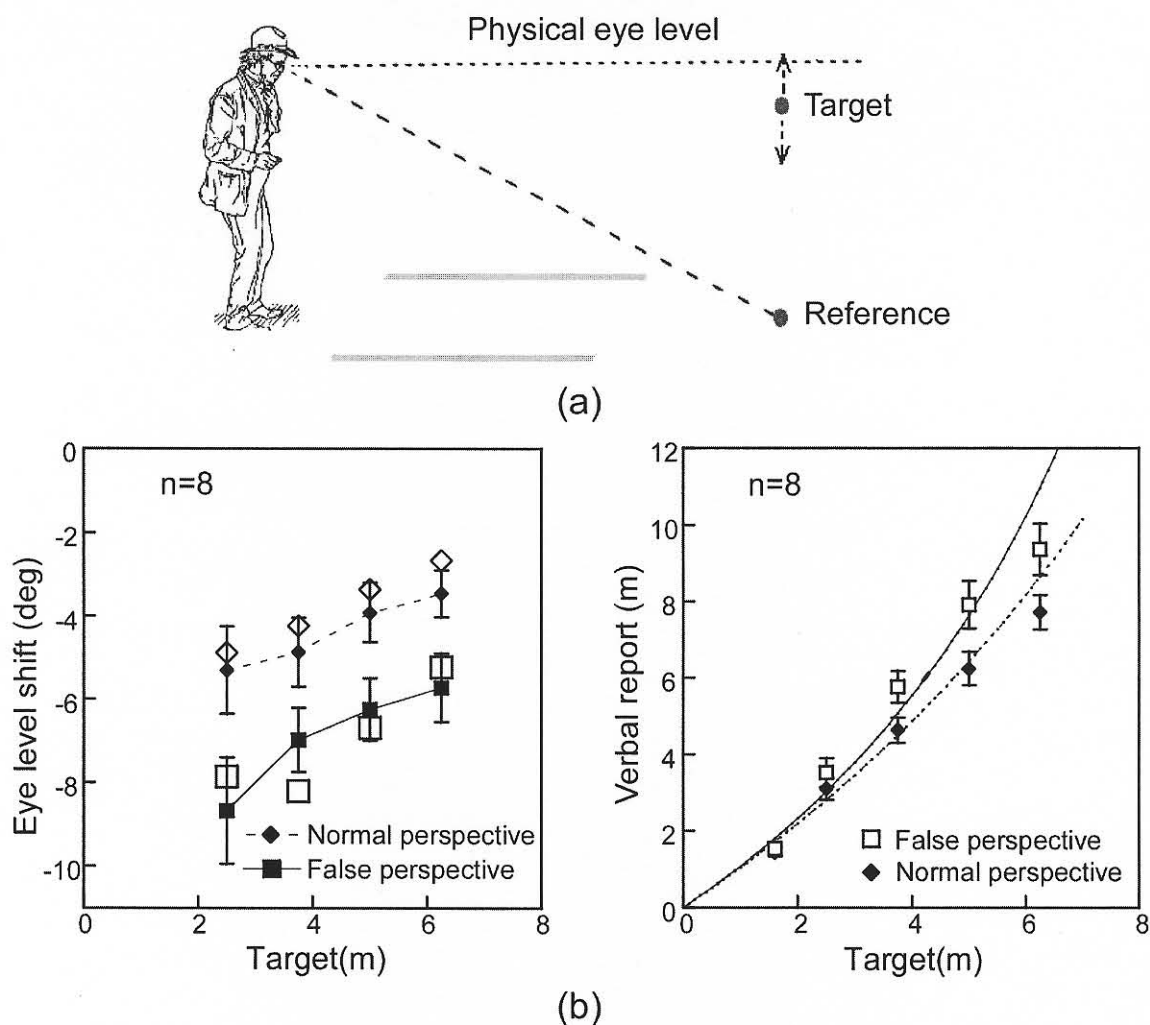 Physical eye level
Target
Reference
(a)
0
-2
-4
-6
-8
-10
Eye level shift (deg)
n=8
Normal perspective
False perspective
0
2
4
6
8
Target(m)
12
10
8
6
4
2
0
Verbal report (m)
n=8
False perspective
Normal perspective
0
2
4
6
8
Target(m)
(b)